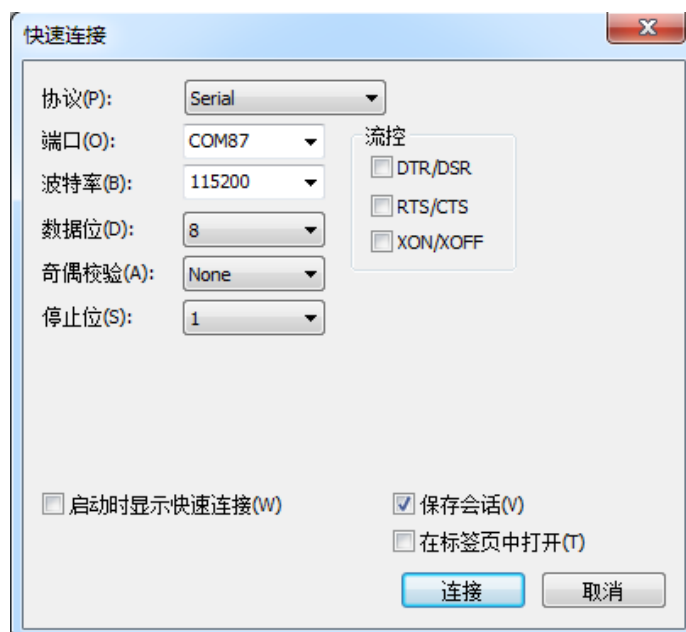 快速连接
协议(P): Serial
端口(O): COM87
流控
DTR/DSR
波特率(B): 115200
RTS/CTS
数据位(D): 8
XON/XOFF
奇偶校验(A): None
停止位(S): 1
启动时显示快速连接(W)
保存会话(V)
在标签页中打开(T)
连接 取消